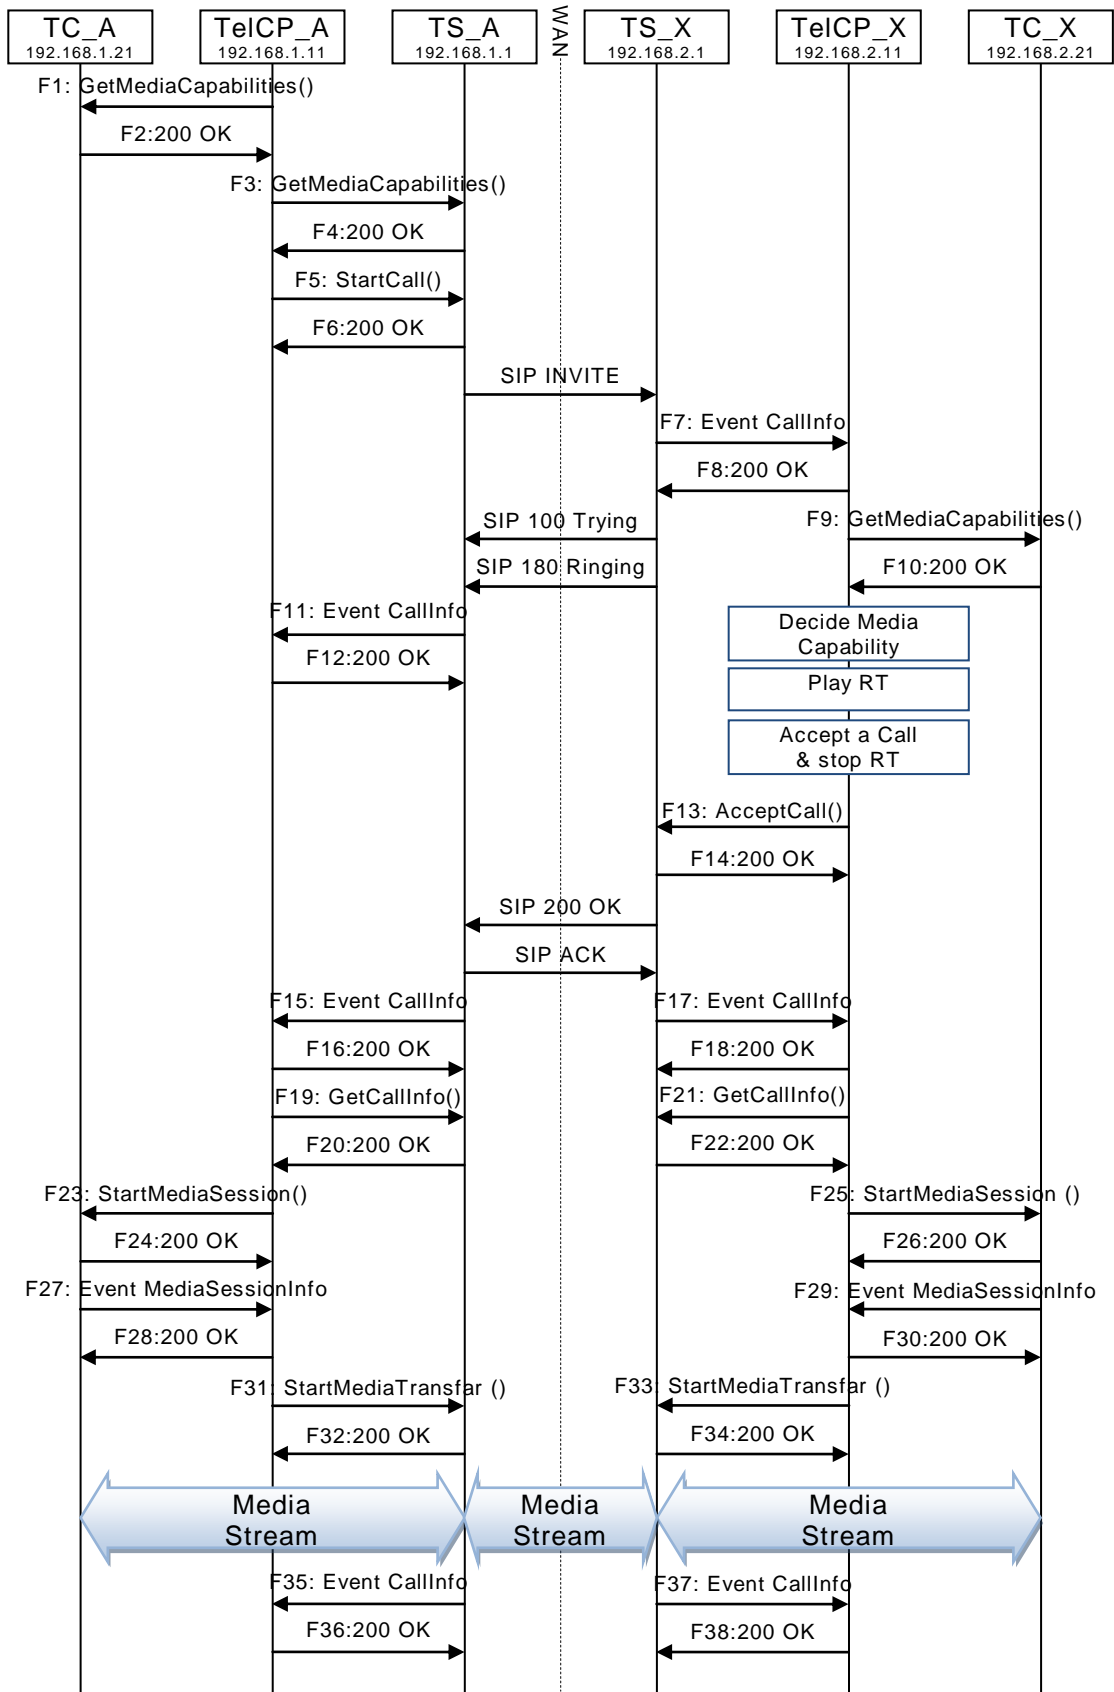 TC_A
192.168.1.21
TelCP_A
192.168.1.11
TS_A
192.168.1.1
WAN
TS_X
192.168.2.1
TelCP_X
192.168.2.11
TC_X
192.168.2.21
F1: GetMediaCapabilities()
F2:200 OK
F3: GetMediaCapabilities()
F4:200 OK
F5: StartCall()
F6:200 OK
SIP INVITE
F7: Event CallInfo
F8:200 OK
SIP 100 Trying
F9: GetMediaCapabilities()
SIP 180 Ringing
F10:200 OK
F11: Event CallInfo
F12:200 OK
Decide Media
Capability
Play RT
Accept a Call
& stop RT
F13: AcceptCall()
F14:200 OK
SIP 200 OK
SIP ACK
F15: Event CallInfo
F17: Event CallInfo
F16:200 OK
F18:200 OK
F19: GetCallInfo()
F21: GetCallInfo()
F20:200 OK
F22:200 OK
F23: StartMediaSession()
F25: StartMediaSession ()
F24:200 OK
F26:200 OK
F27: Event MediaSessionInfo
F29: Event MediaSessionInfo
F28:200 OK
F30:200 OK
F31: StartMediaTransfar ()
F33: StartMediaTransfar ()
F32:200 OK
F34:200 OK
Media
Stream
Media
Stream
Media
Stream
F35: Event CallInfo
F37: Event CallInfo
F36:200 OK
F38:200 OK